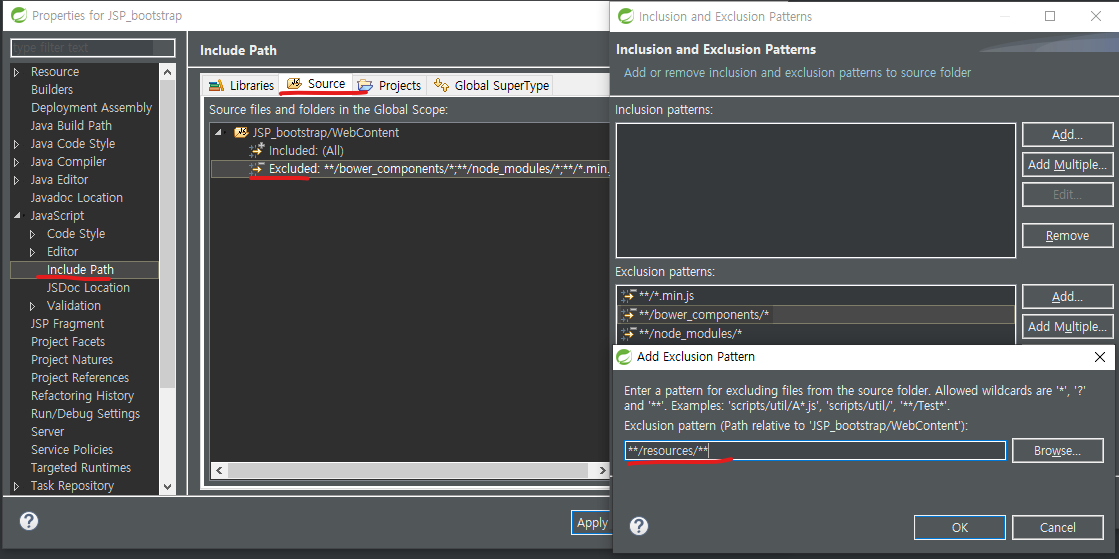 Properties for JSP_bootstrap
type filter text
Resource
Builders
Deployment Assembly
Java Build Path
Java Code Style
Java Compiler
Java Editor
Javadoc Location
JavaScript
Code Style
Editor
Include Path
JSDoc Location
Validation
JSP Fragment
Project Facets
Project Natures
Project References
Refactoring History
Run/Debug Settings
Server
Service Policies
Targeted Runtimes
Task Repository
Include Path
Libraries
Source
Projects
Global SuperType
Source files and folders in the Global Scope:
JSP_bootstrap/WebContent
Included: (All)
Excluded: **/bower_components/*;**/node_modules/*;**/*.min.
Apply
Inclusion and Exclusion Patterns
Inclusion and Exclusion Patterns
Add or remove inclusion and exclusion patterns to source folder
Inclusion patterns:
Add...
Add Multiple...
Edit...
Remove
Exclusion patterns:
**/*.min.js
**/bower_components/*
**/node_modules/*
Add...
Add Multiple...
Add Exclusion Pattern
Enter a pattern for excluding files from the source folder. Allowed wildcards are '*', '?'
and '**'. Examples: 'scripts/util/A*.js', 'scripts/util/', '**/Test*'.
Exclusion pattern (Path relative to 'JSP_bootstrap/WebContent'):
**/resources/**
Browse...
OK
Cancel